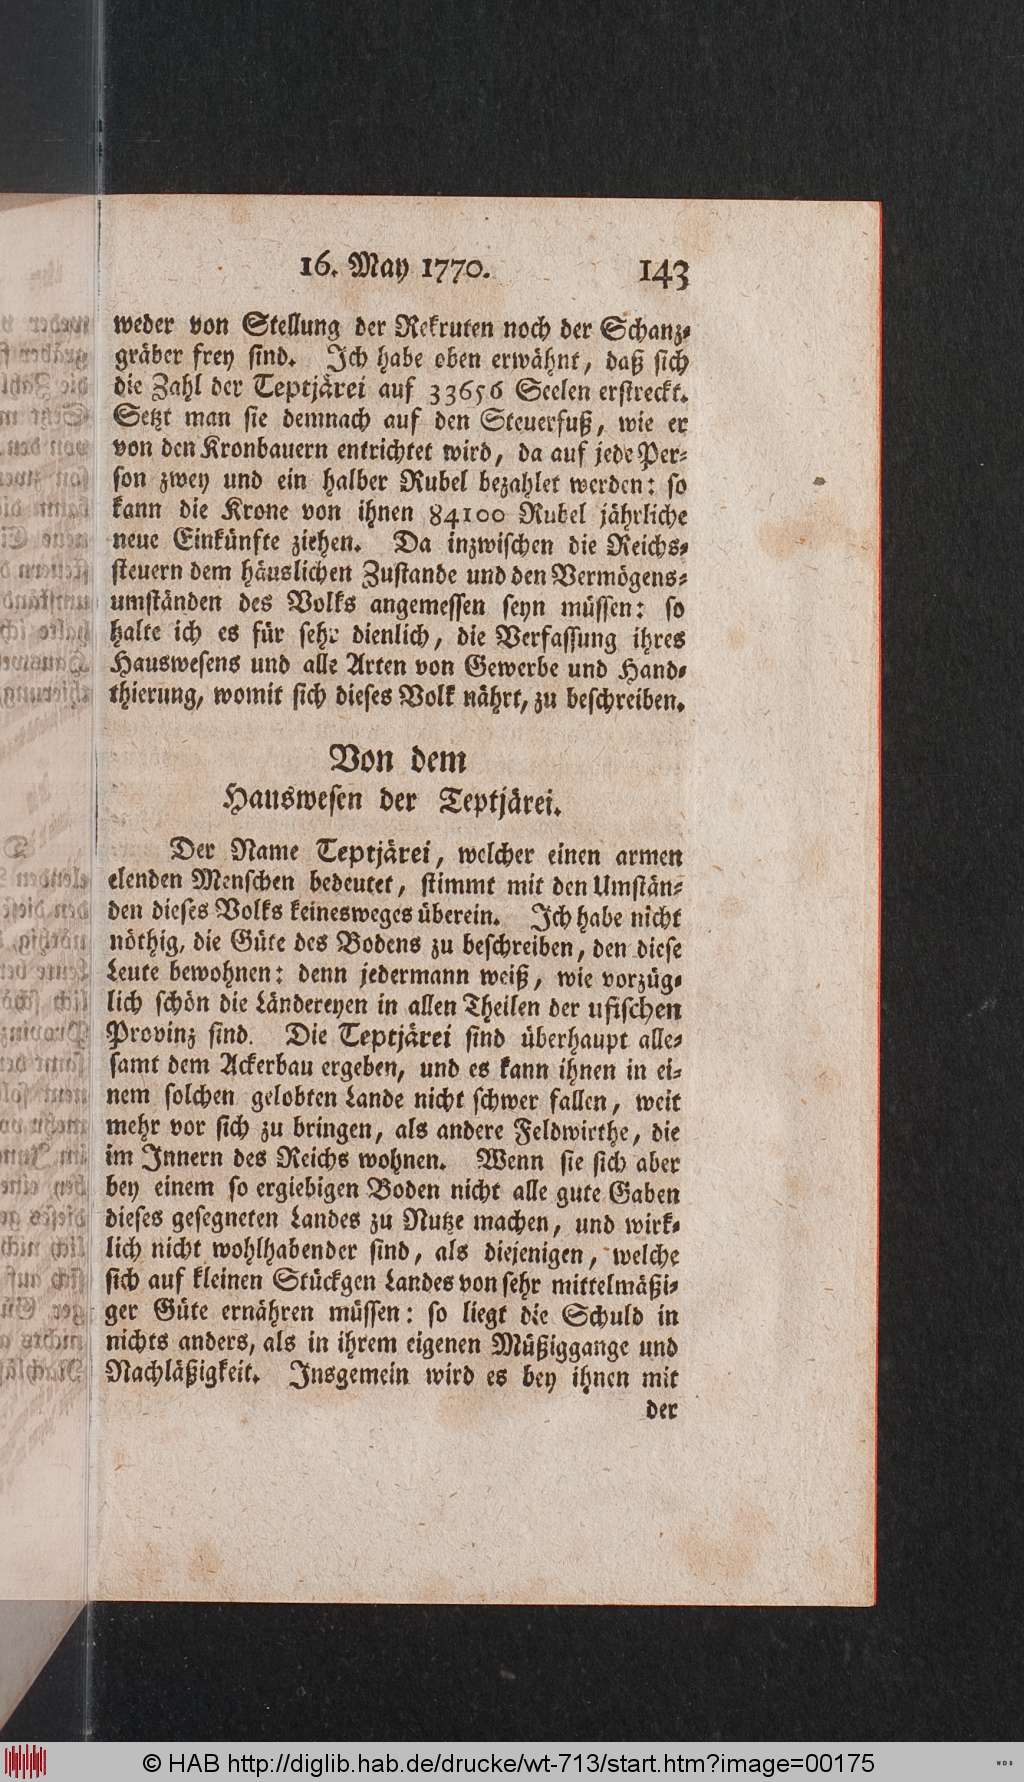 16. May 1770. 143
weder von Stellung der Rekruten noch der Schanz-
gräber frey sind. Ich habe oben erwähnt, daß sich
die Zahl der Teptjärei auf 33656 Seelen erstreckt.
Setzt man sie demnach auf den Steuerfuß, wie er
von den Kronbauern entrichtet wird, da auf jede Per-
son zwey und ein halber Rubel bezahlet werden: so
kann die Krone von ihnen 84100 Rubel jährliche
neue Einkünfte ziehen. Da inzwischen die Reichs-
steuern dem häuslichen Zustande und den Vermögens-
umständen des Volks angemessen seyn müssen: so
halte ich es für sehr dienlich, die Verfassung ihres
Hauswesens und alle Arten von Gewerbe und Hand-
thierung, womit sich dieses Volk nährt, zu beschreiben.
Von dem
Hauswesen der Teptjärei.
Der Name Teptjärei, welcher einen armen
elenden Menschen bedeutet, stimmt mit den Umstän-
den dieses Volks keinesweges überein. Ich habe nicht
nöthig, die Güte des Bodens zu beschreiben, den diese
Leute bewohnen: denn jedermann weiß, wie vorzüg-
lich schön die Ländereyen in allen Theilen der ufischen
Provinz sind. Die Teptjärei sind überhaupt alle-
samt dem Ackerbau ergeben, und es kann ihnen in ei-
nem solchen gelobten Lande nicht schwer fallen, weit
mehr vor sich zu bringen, als andere Feldwirthe, die
im Innern des Reichs wohnen. Wenn sie sich aber
bey einem so ergiebigen Boden nicht alle gute Gaben
dieses gesegneten Landes zu Nutze machen, und wirk-
lich nicht wohlhabender sind, als diejenigen, welche
sich auf kleinen Stückgen Landes von sehr mittelmäßi-
ger Güte ernähren müssen: so liegt die Schuld in
nichts anders, als in ihrem eigenen Müßiggange und
Nachläßigkeit. Insgemein wird es bey ihnen mit
der
© HAB http://diglib.hab.de/drucke/wt-713/start.htm?image=00175